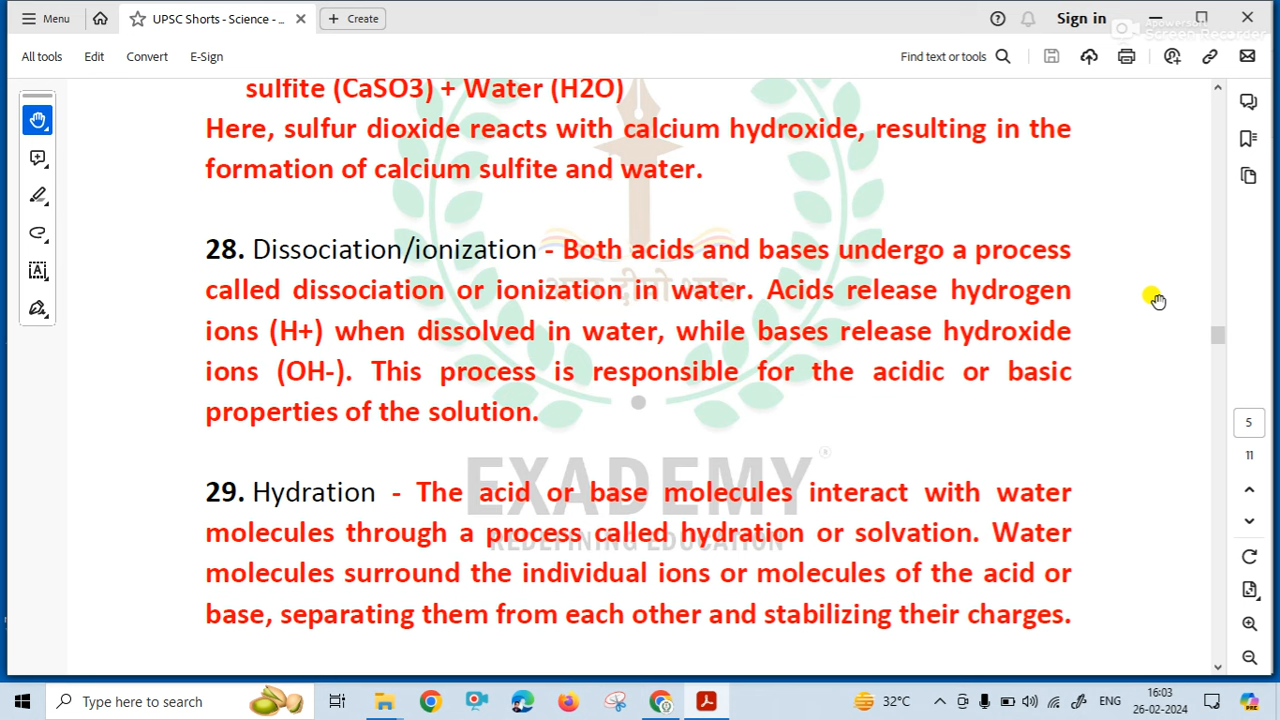 Menu
UPSC Shorts - Science - ...
Create
Sign in
Apowersoft
Screen Recorder
All tools
Edit
Convert
E-Sign
Find text or tools
sulfite (CaSO3) + Water (H2O)
Here, sulfur dioxide reacts with calcium hydroxide, resulting in the
formation of calcium sulfite and water.
28. Dissociation/ionization - Both acids and bases undergo a process
called dissociation or ionization in water. Acids release hydrogen
ions (H+) when dissolved in water, while bases release hydroxide
ions (OH-). This process is responsible for the acidic or basic
properties of the solution.
EXADEMY
REDEFINING EDUCATION
29. Hydration - The acid or base molecules interact with water
molecules through a process called hydration or solvation. Water
molecules surround the individual ions or molecules of the acid or
base, separating them from each other and stabilizing their charges.
5
11
Type here to search
32°C
ENG
16:03
26-02-2024